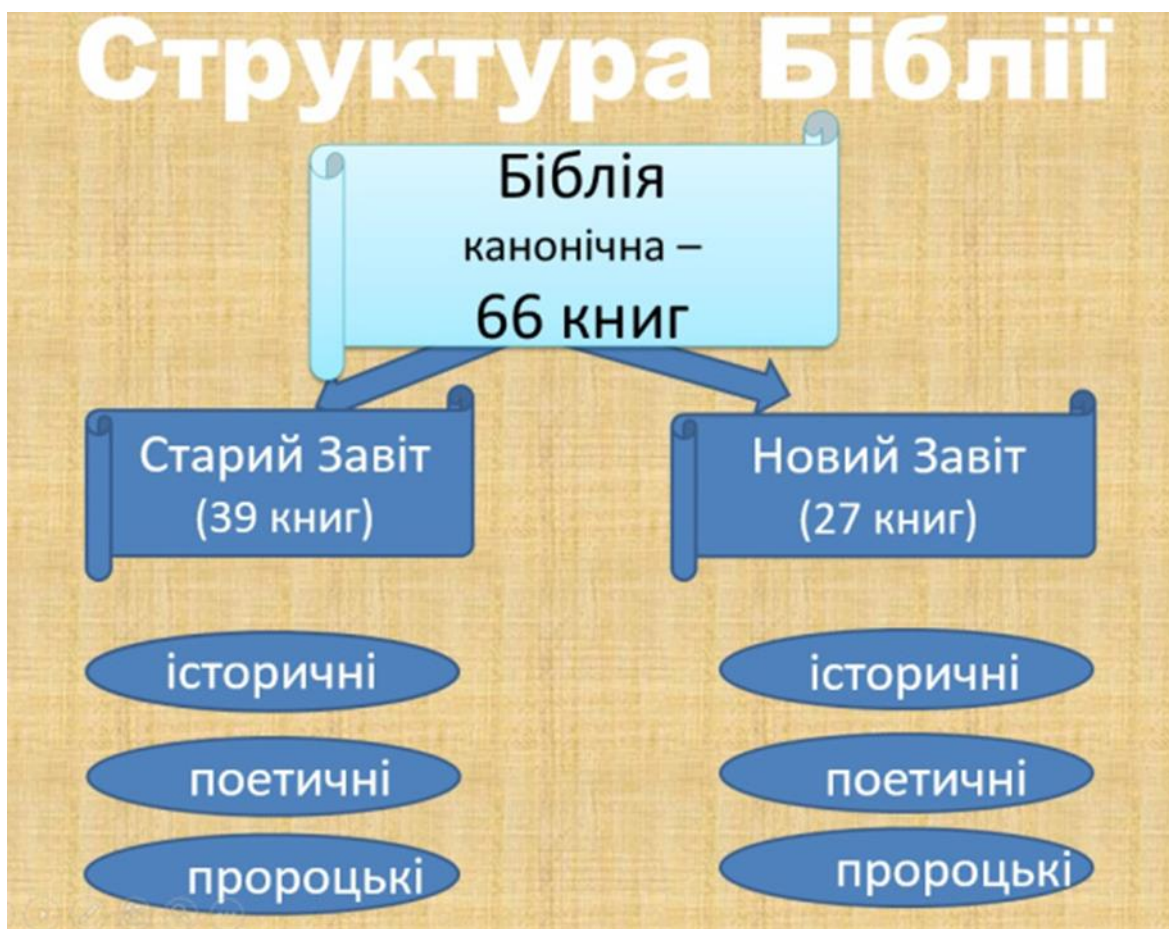 Структура Біблії
Біблія
канонічна –
66 книг
Старий Завіт
(39 книг)
Новий Завіт
(27 книг)
історичні
історичні
поетичні
поетичні
пророцькі
пророцькі